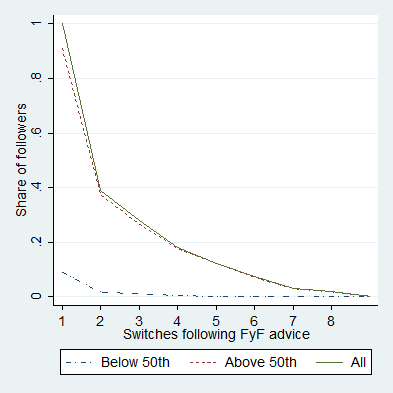 Share of followers
1
.8
.6
.4
.2
0
1 2 3 4 5 6 7 8
Switches following FyF advice
Below 50th Above 50th All